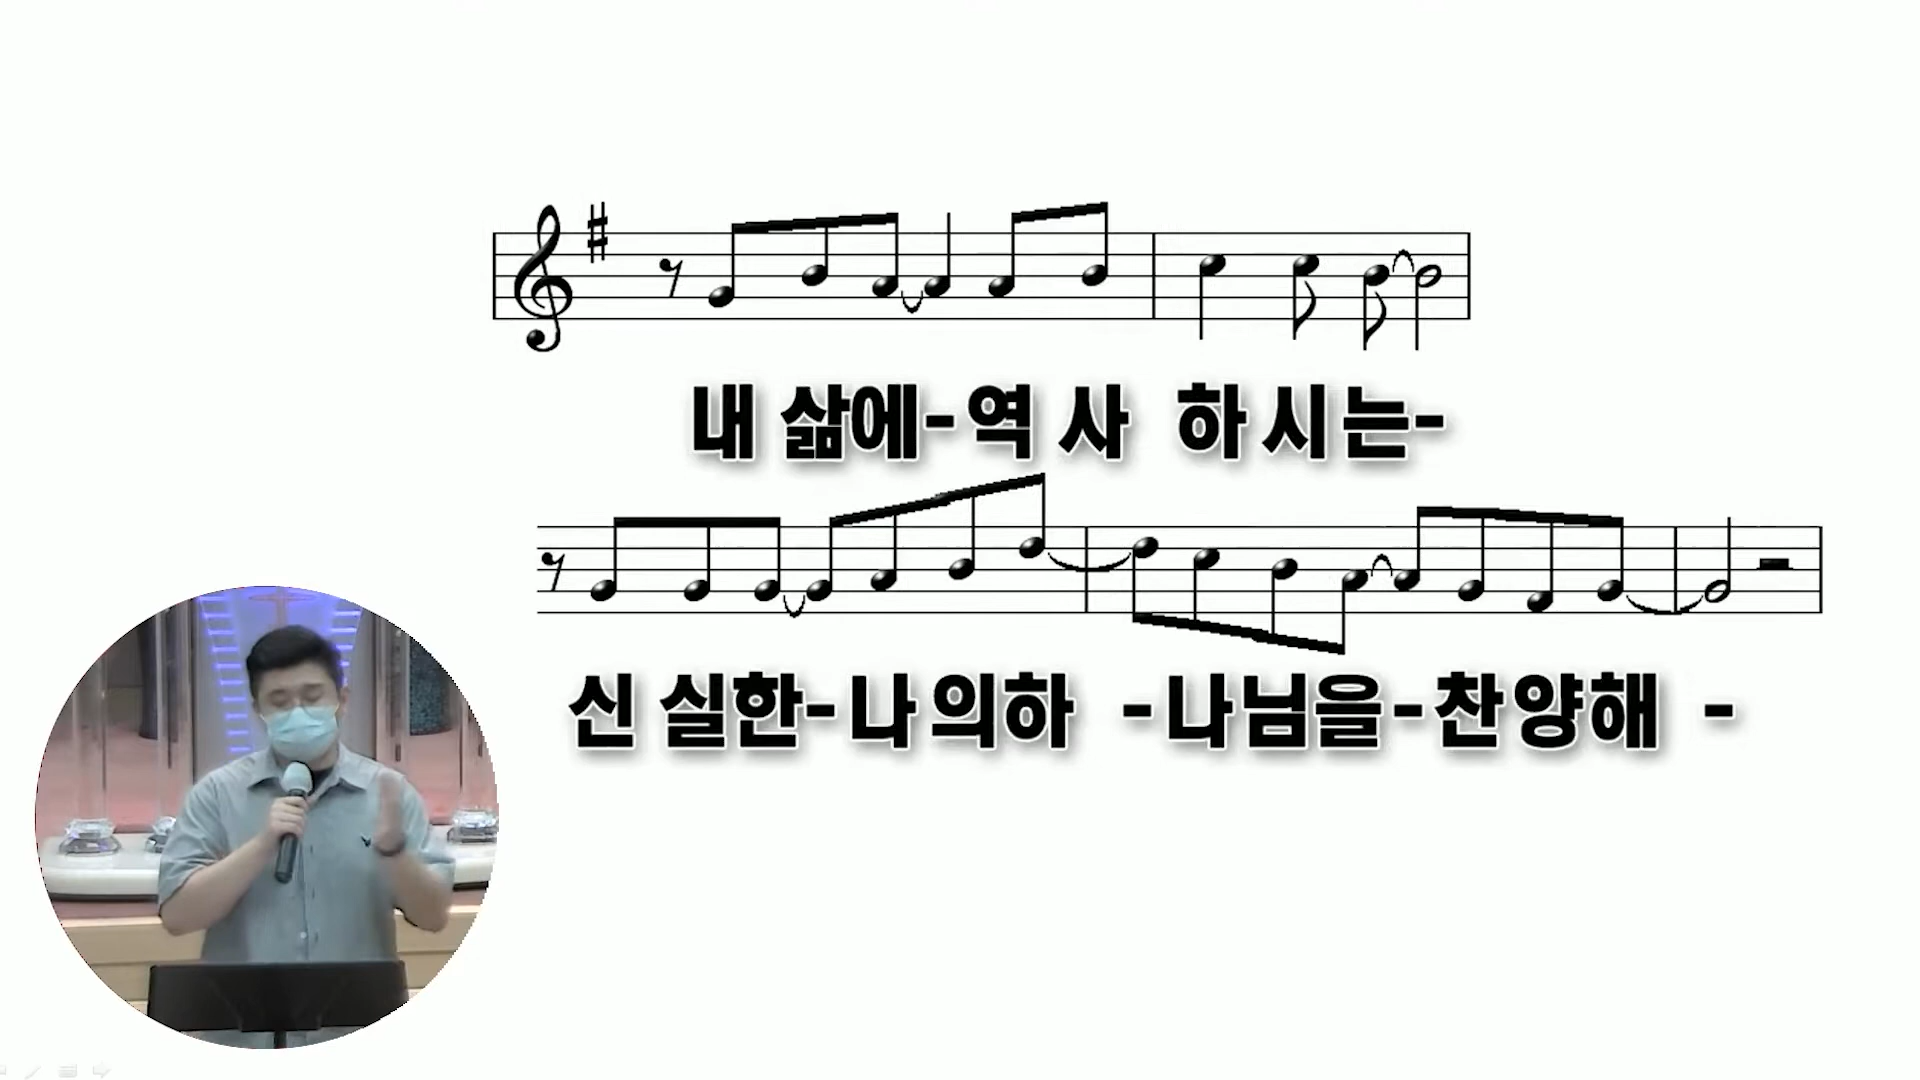 내 삶에-역 사 하 시 는-
신 실한-나 의하 -나님을-찬양해 -